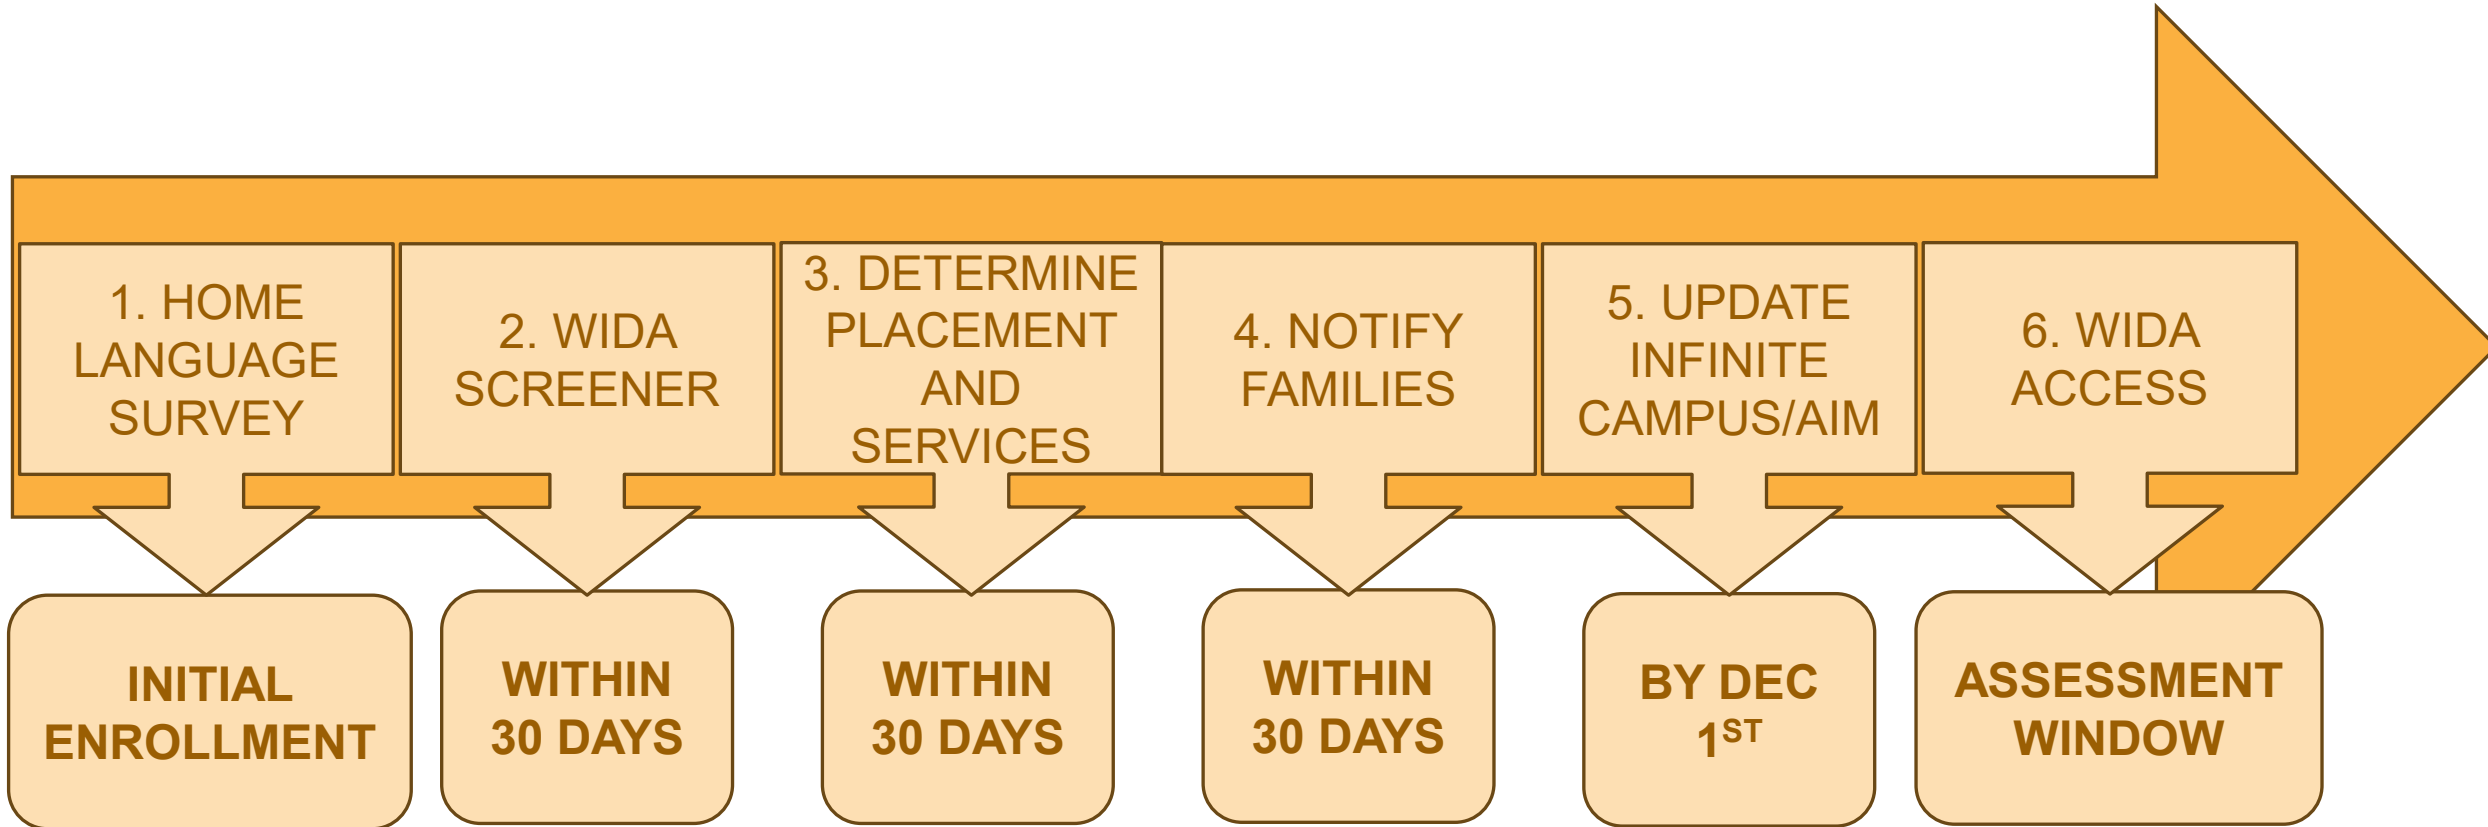 1. HOME
LANGUAGE
SURVEY
2. WIDA
SCREENER
3. DETERMINE
PLACEMENT
AND
SERVICES
4. NOTIFY
FAMILIES
5. UPDATE
INFINITE
CAMPUS/AIM
6. WIDA
ACCESS
INITIAL
ENROLLMENT
WITHIN
30 DAYS
WITHIN
30 DAYS
WITHIN
30 DAYS
BY DEC
1ST
ASSESSMENT
WINDOW